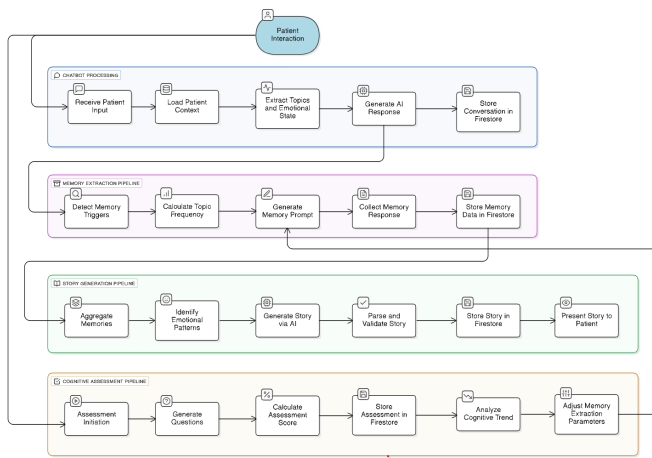 Patient
Interaction
CHATBOT PROCESSING
Receive Patient
Input
Load Patient
Context
Extract Topics
and Emotional
State
Generate AI
Response
Store
Conversation in
Firestore
MEMORY EXTRACTION PIPELINE
Detect Memory
Triggers
Calculate Topic
Frequency
Generate
Memory Prompt
Collect Memory
Response
Store Memory
Data in Firestore
STORY GENERATION PIPELINE
Aggregate
Memories
Identify
Emotional
Patterns
Generate Story
via AI
Parse and
Validate Story
Store Story in
Firestore
Present Story to
Patient
COGNITIVE ASSESSMENT PIPELINE
Assessment
Initiation
Generate
Questions
Calculate
Assessment
Score
Store
Assessment in
Firestore
Analyze
Cognitive Trend
Adjust Memory
Extraction
Parameters